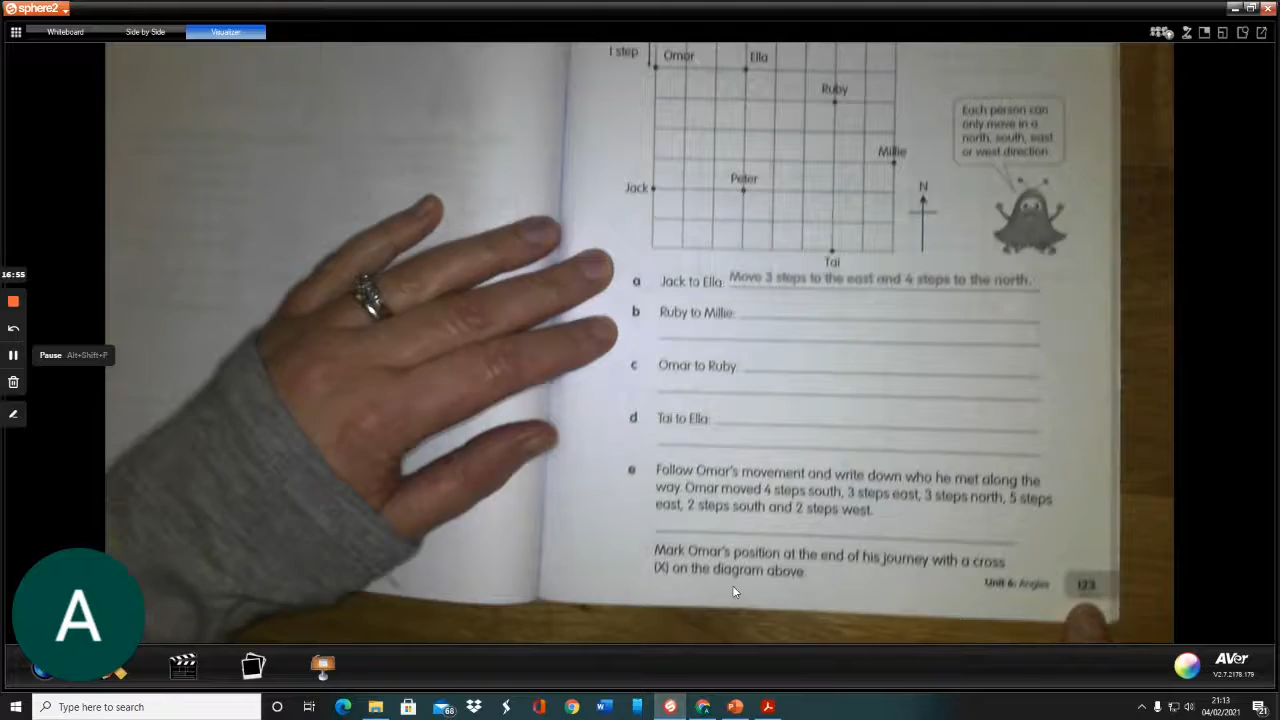 sphere2
Whiteboard
Side by Side
Visualizer
1 step
Omar
Ella
Ruby
Each person can
only move in a
north, south, east
or west direction.
Millie
Peter
Jack
N
Tai
16:55
a Jack to Ella: Move 3 steps to the east and 4 steps to the north.
b Ruby to Millie:
Pause Alt+Shift+P
c Omar to Ruby:
d Tai to Ella:
e Follow Omar's movement and write down who he met along the
way. Omar moved 4 steps south, 3 steps east, 3 steps north, 5 steps
east, 2 steps south and 2 steps west.
Mark Omar's position at the end of his journey with a cross
(X) on the diagram above.
Unit 6: Angles 123
A
AVer
V2.7.2178.179
Type here to search
68
21:13
04/02/2021
21